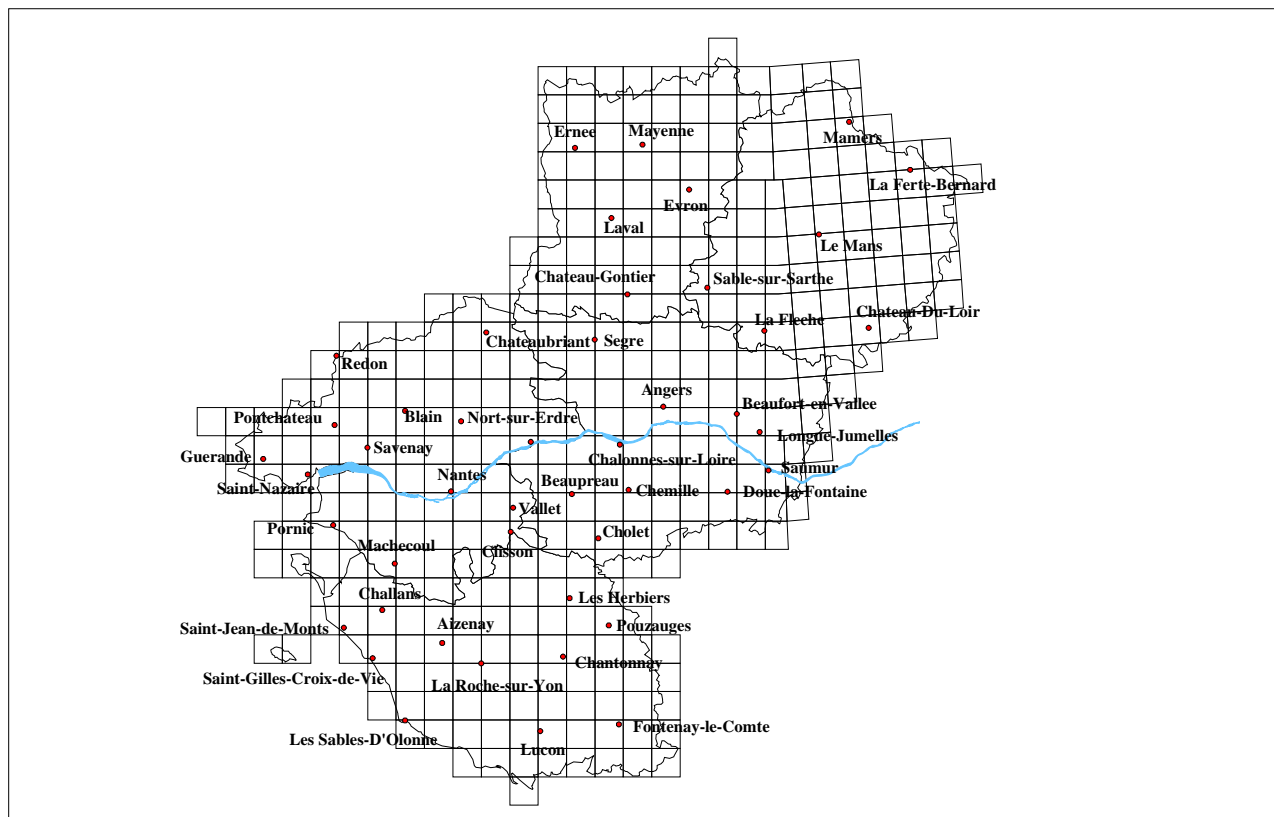 Ernee
Mayenne
Mamers
La Ferte-Bernard
Evron
Laval
Le Mans
Chateau-Gontier
Sable-sur-Sarthe
La Fleche
Chateau-Du-Loir
Chateaubriant
Segre
Redon
Angers
Pontchateau
Blain
Nort-sur-Erdre
Beaufort-en-Vallee
Longue-Jumelles
Guerande
Savenay
Chalonnes-sur-Loire
Saumur
Saint-Nazaire
Nantes
Beaupreau
Chemille
Doue-la-Fontaine
Vallet
Pornic
Machecoul
Clisson
Cholet
Challans
Les Herbiers
Saint-Jean-de-Monts
Aizenay
Pouzauges
Saint-Gilles-Croix-de-Vie
La Roche-sur-Yon
Chantonnay
Les Sables-D'Olonne
Lucon
Fontenay-le-Comte